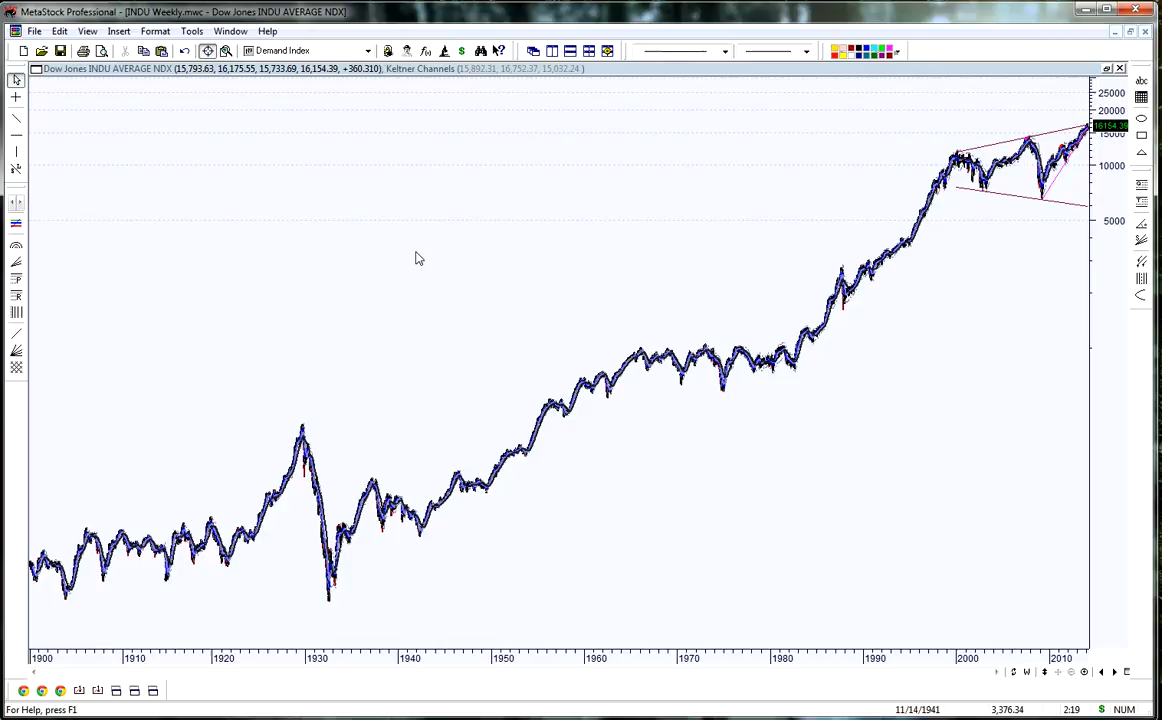 MetaStock Professional - [INDU Weekly.mwc - Dow Jones INDU AVERAGE NDX]
File Edit View Insert Format Tools Window Help
Demand Index
Dow Jones INDU AVERAGE NDX (15,793.63, 16,175.55, 15,733.69, 16,154.39, +360.310), Keltner Channels (15,892.31, 16,752.37, 15,032.24 )
abc
25000
20000
16154.39
15000
10000
5000
1900 1910 1920 1930 1940 1950 1960 1970 1980 1990 2000 2010
For Help, press F1 11/14/1941 3,376.34 2:19 $ NUM